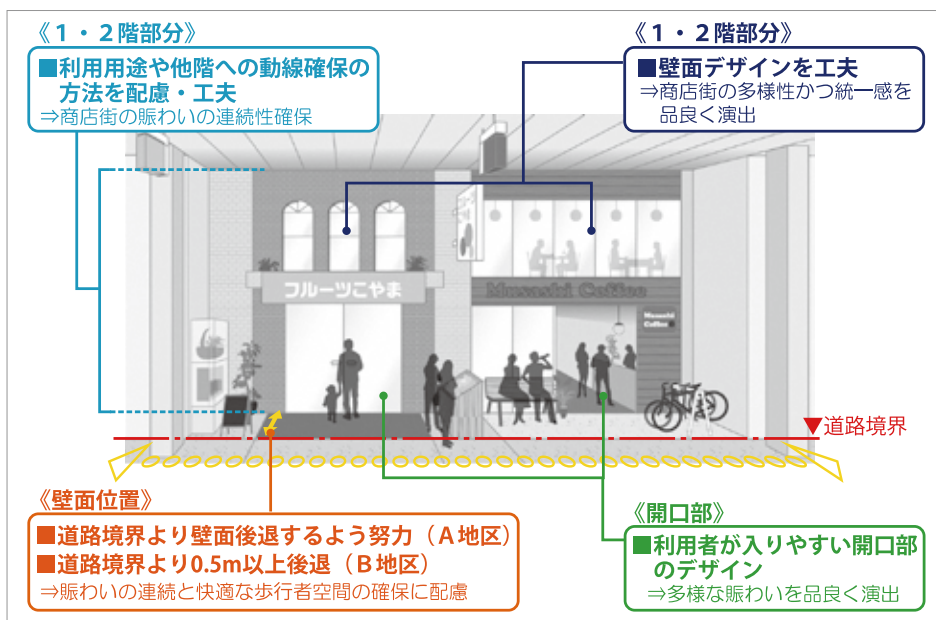 《１・２階部分》
■利用用途や他階への動線確保の
方法を配慮・工夫
⇒商店街の賑わいの連続性確保
《１・２階部分》
■壁面デザインを工夫
⇒商店街の多様性かつ統一感を
品良く演出
フルーツこやま
Musashi Coffee
Musashi
Coffee
▼道路境界
《壁面位置》
■道路境界より壁面後退するよう努力（Ａ地区）
■道路境界より0.5m以上後退（Ｂ地区）
⇒賑わいの連続と快適な歩行者空間の確保に配慮
《開口部》
■利用者が入りやすい開口部
のデザイン
⇒多様な賑わいを品良く演出